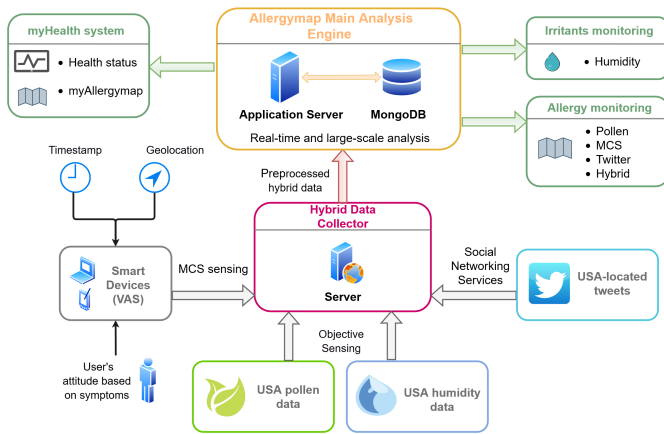 myHealth system
• Health status
• myAllergymap
Allergymap Main Analysis
Engine
Application Server
MongoDB
Real-time and large-scale analysis
Irritants monitoring
• Humidity
Allergy monitoring
• Pollen
• MCS
• Twitter
• Hybrid
Timestamp
Geolocation
Preprocessed
hybrid data
Hybrid Data
Collector
Server
Smart
Devices
(VAS)
MCS sensing
Social
Networking
Services
USA-located
tweets
User's
attitude based
on symptoms
Objective
Sensing
USA pollen
data
USA humidity
data